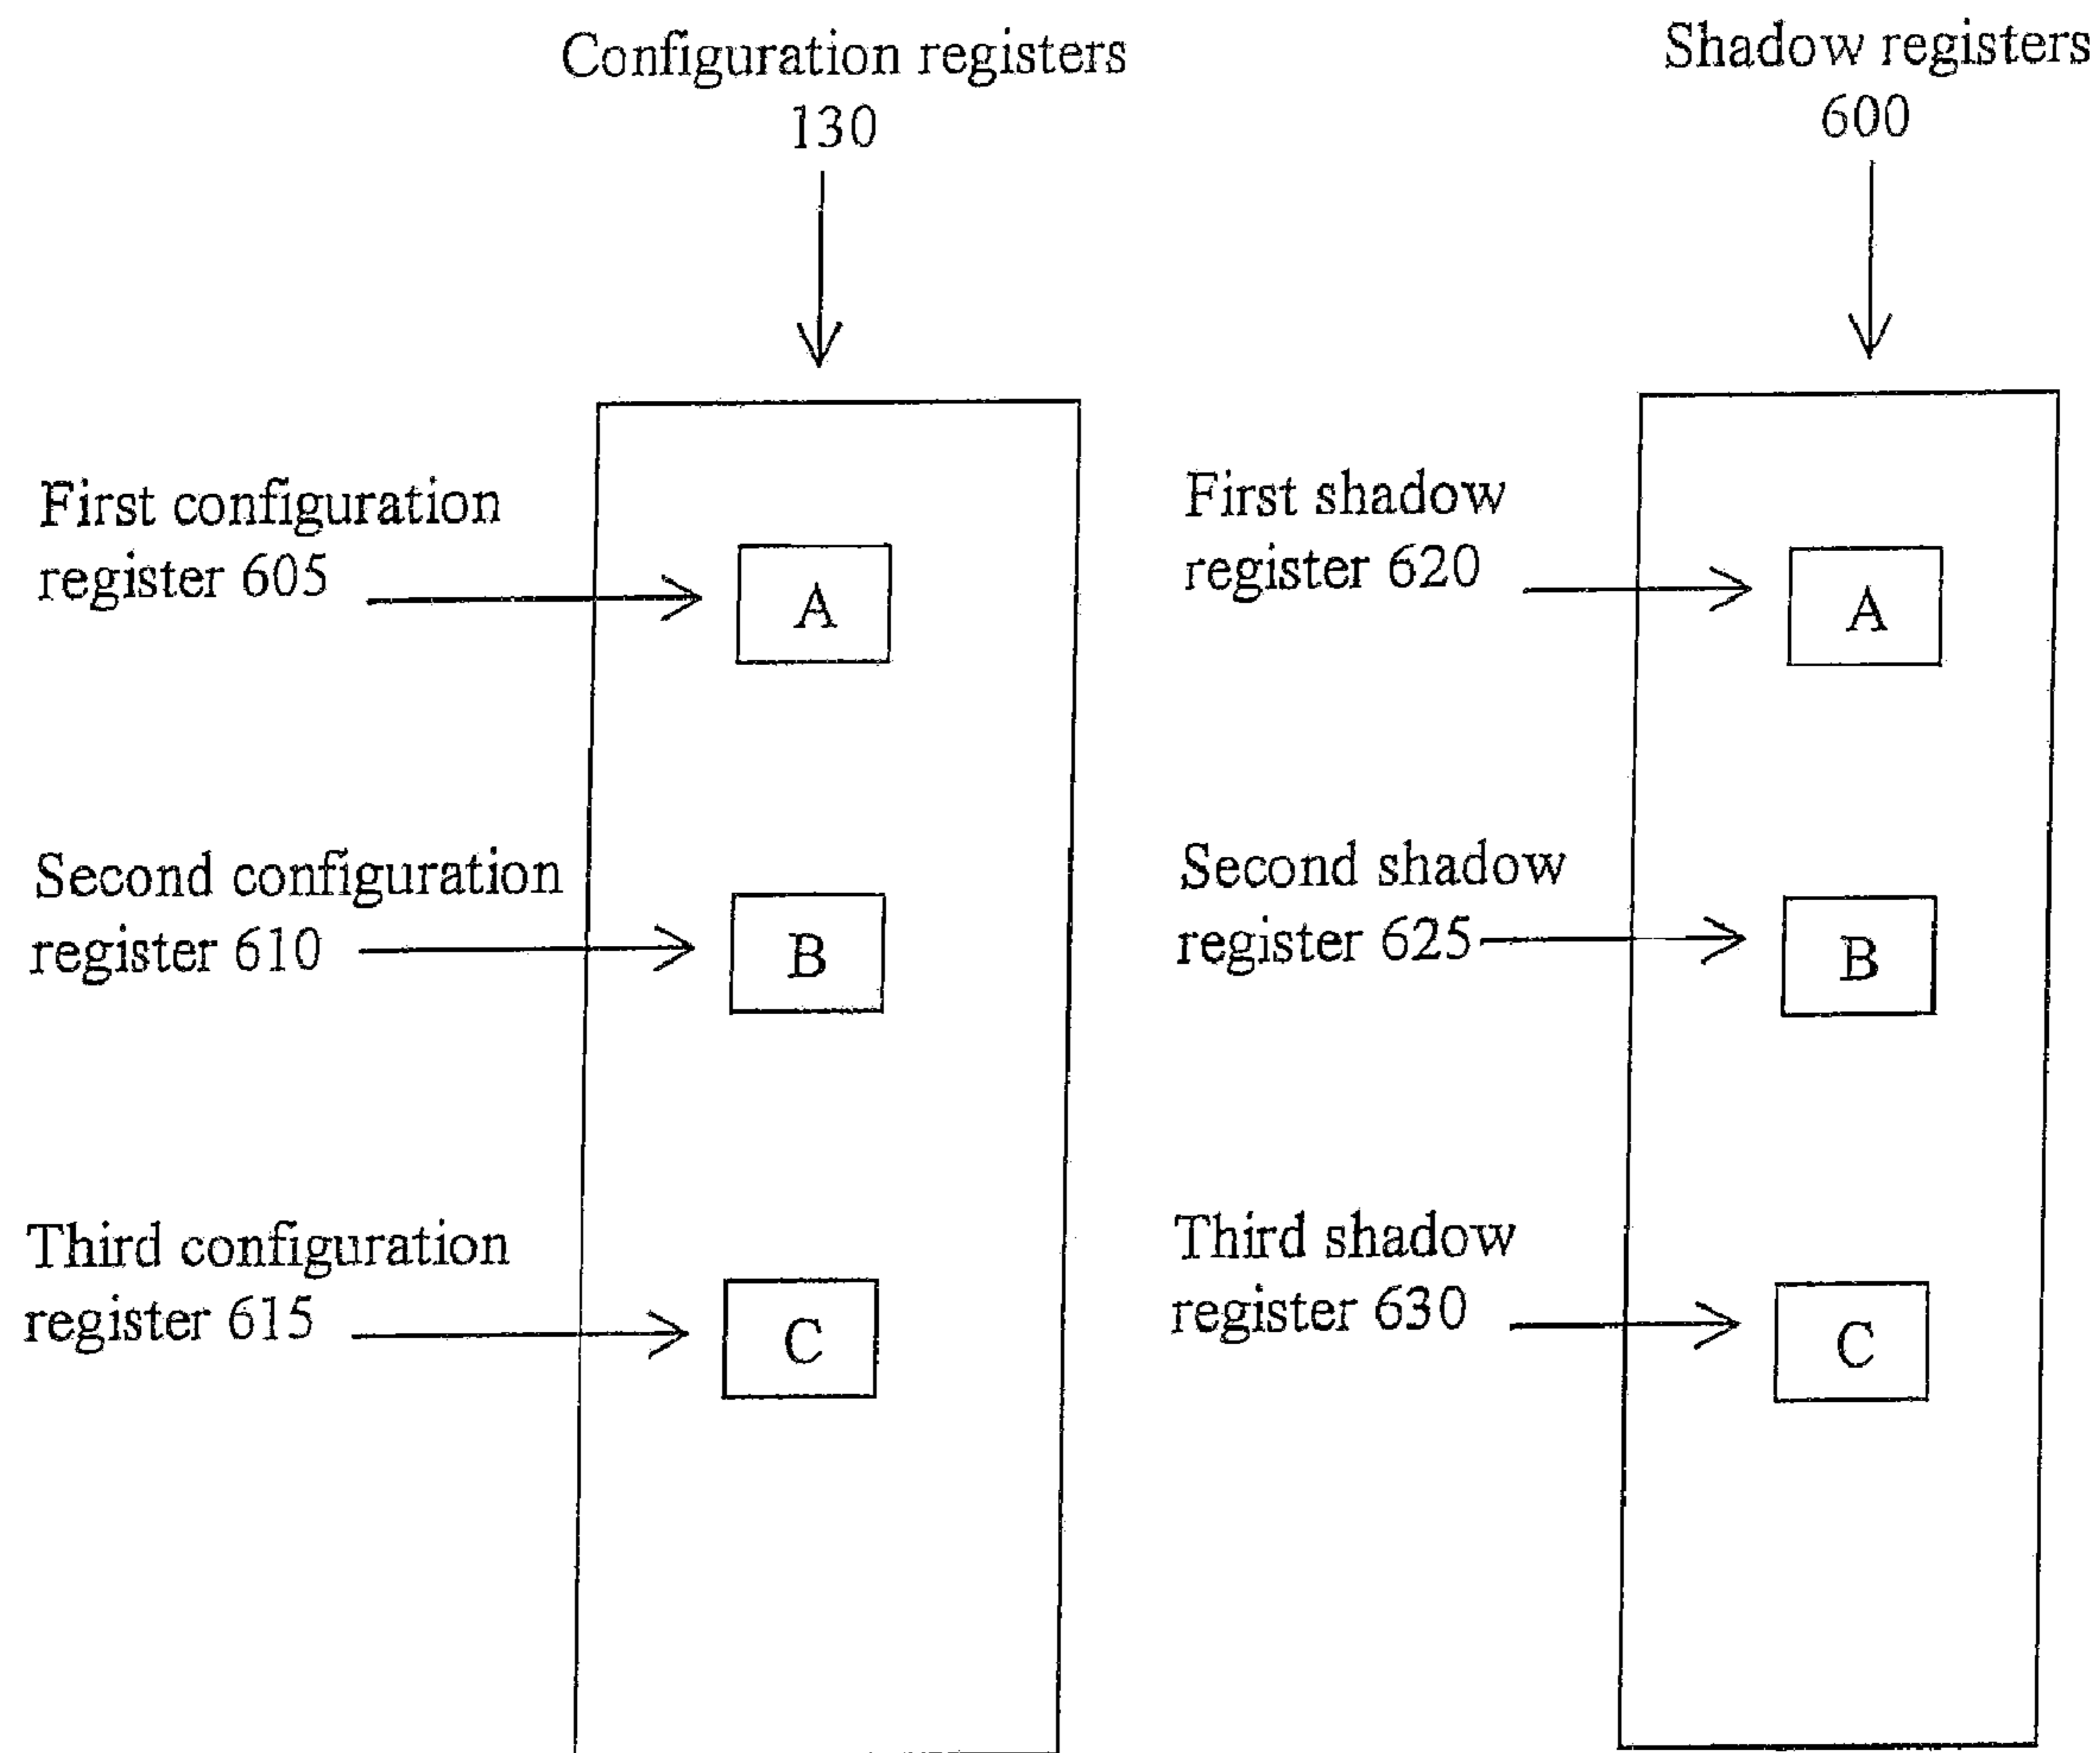 Configuration registers
130
Shadow registers
600
First configuration
register 605
A
First shadow
register 620
A
Second configuration
register 610
B
Second shadow
register 625
B
Third configuration
register 615
C
Third shadow
register 630
C